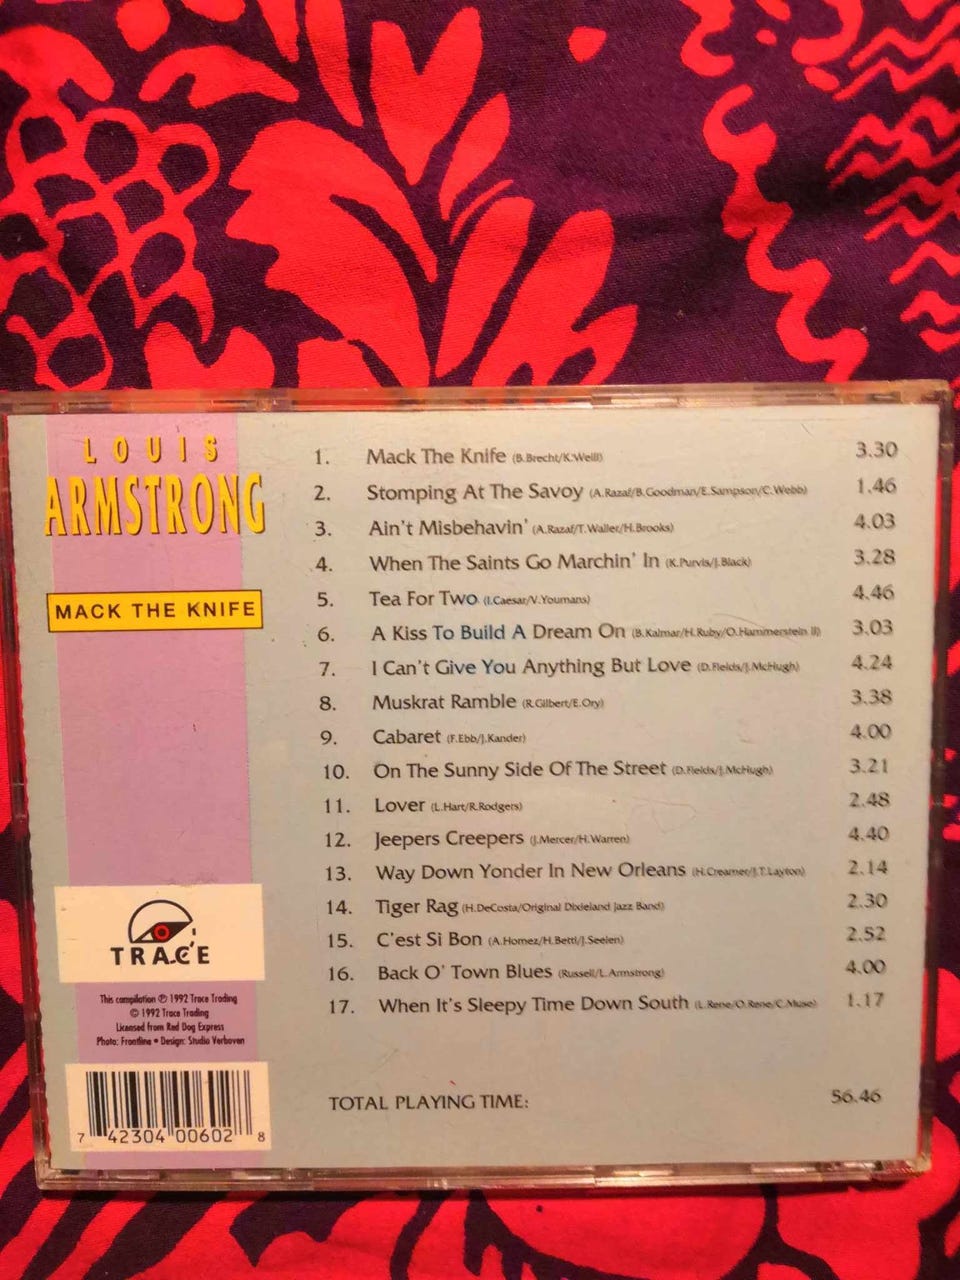 LOUIS
ARMSTRONG
MACK THE KNIFE
1. Mack The Knife (B.Brecht/K.Weill) 3.30
2. Stomping At The Savoy (A.Razaf/B.Goodman/E.Sampson/C.Webb) 1.46
3. Ain't Misbehavin' (A.Razaf/T.Waller/H.Brooks) 4.03
4. When The Saints Go Marchin' In (K.Purvis/J.Black) 3.28
5. Tea For Two (I.Caesar/V.Youmans) 4.46
6. A Kiss To Build A Dream On (B.Kalmar/H.Ruby/O.Hammerstein II) 3.03
7. I Can't Give You Anything But Love (D.Fields/J.McHugh) 4.24
8. Muskrat Ramble (R.Gilbert/E.Ory) 3.38
9. Cabaret (F.Ebb/J.Kander) 4.00
10. On The Sunny Side Of The Street (D.Fields/J.McHugh) 3.21
11. Lover (L.Hart/R.Rodgers) 2.48
12. Jeepers Creepers (J.Mercer/H.Warren) 4.40
13. Way Down Yonder In New Orleans (H.Creamer/J.T.Layton) 2.14
14. Tiger Rag (H.DeCosta/Original Dixieland Jazz Band) 2.30
15. C'est Si Bon (A.Hornez/H.Betti/J.Seelen) 2.52
16. Back O' Town Blues (Russell/L.Armstrong) 4.00
17. When It's Sleepy Time Down South (L.Rene/O.Rene/C.Muse) 1.17
TOTAL PLAYING TIME: 56.46
TRACE
This compilation ℗ 1992 Trace Trading
© 1992 Trace Trading
Licensed from Red Dog Express
Photo: Frontline • Design: Studio Verboven
7 42304 00602 8